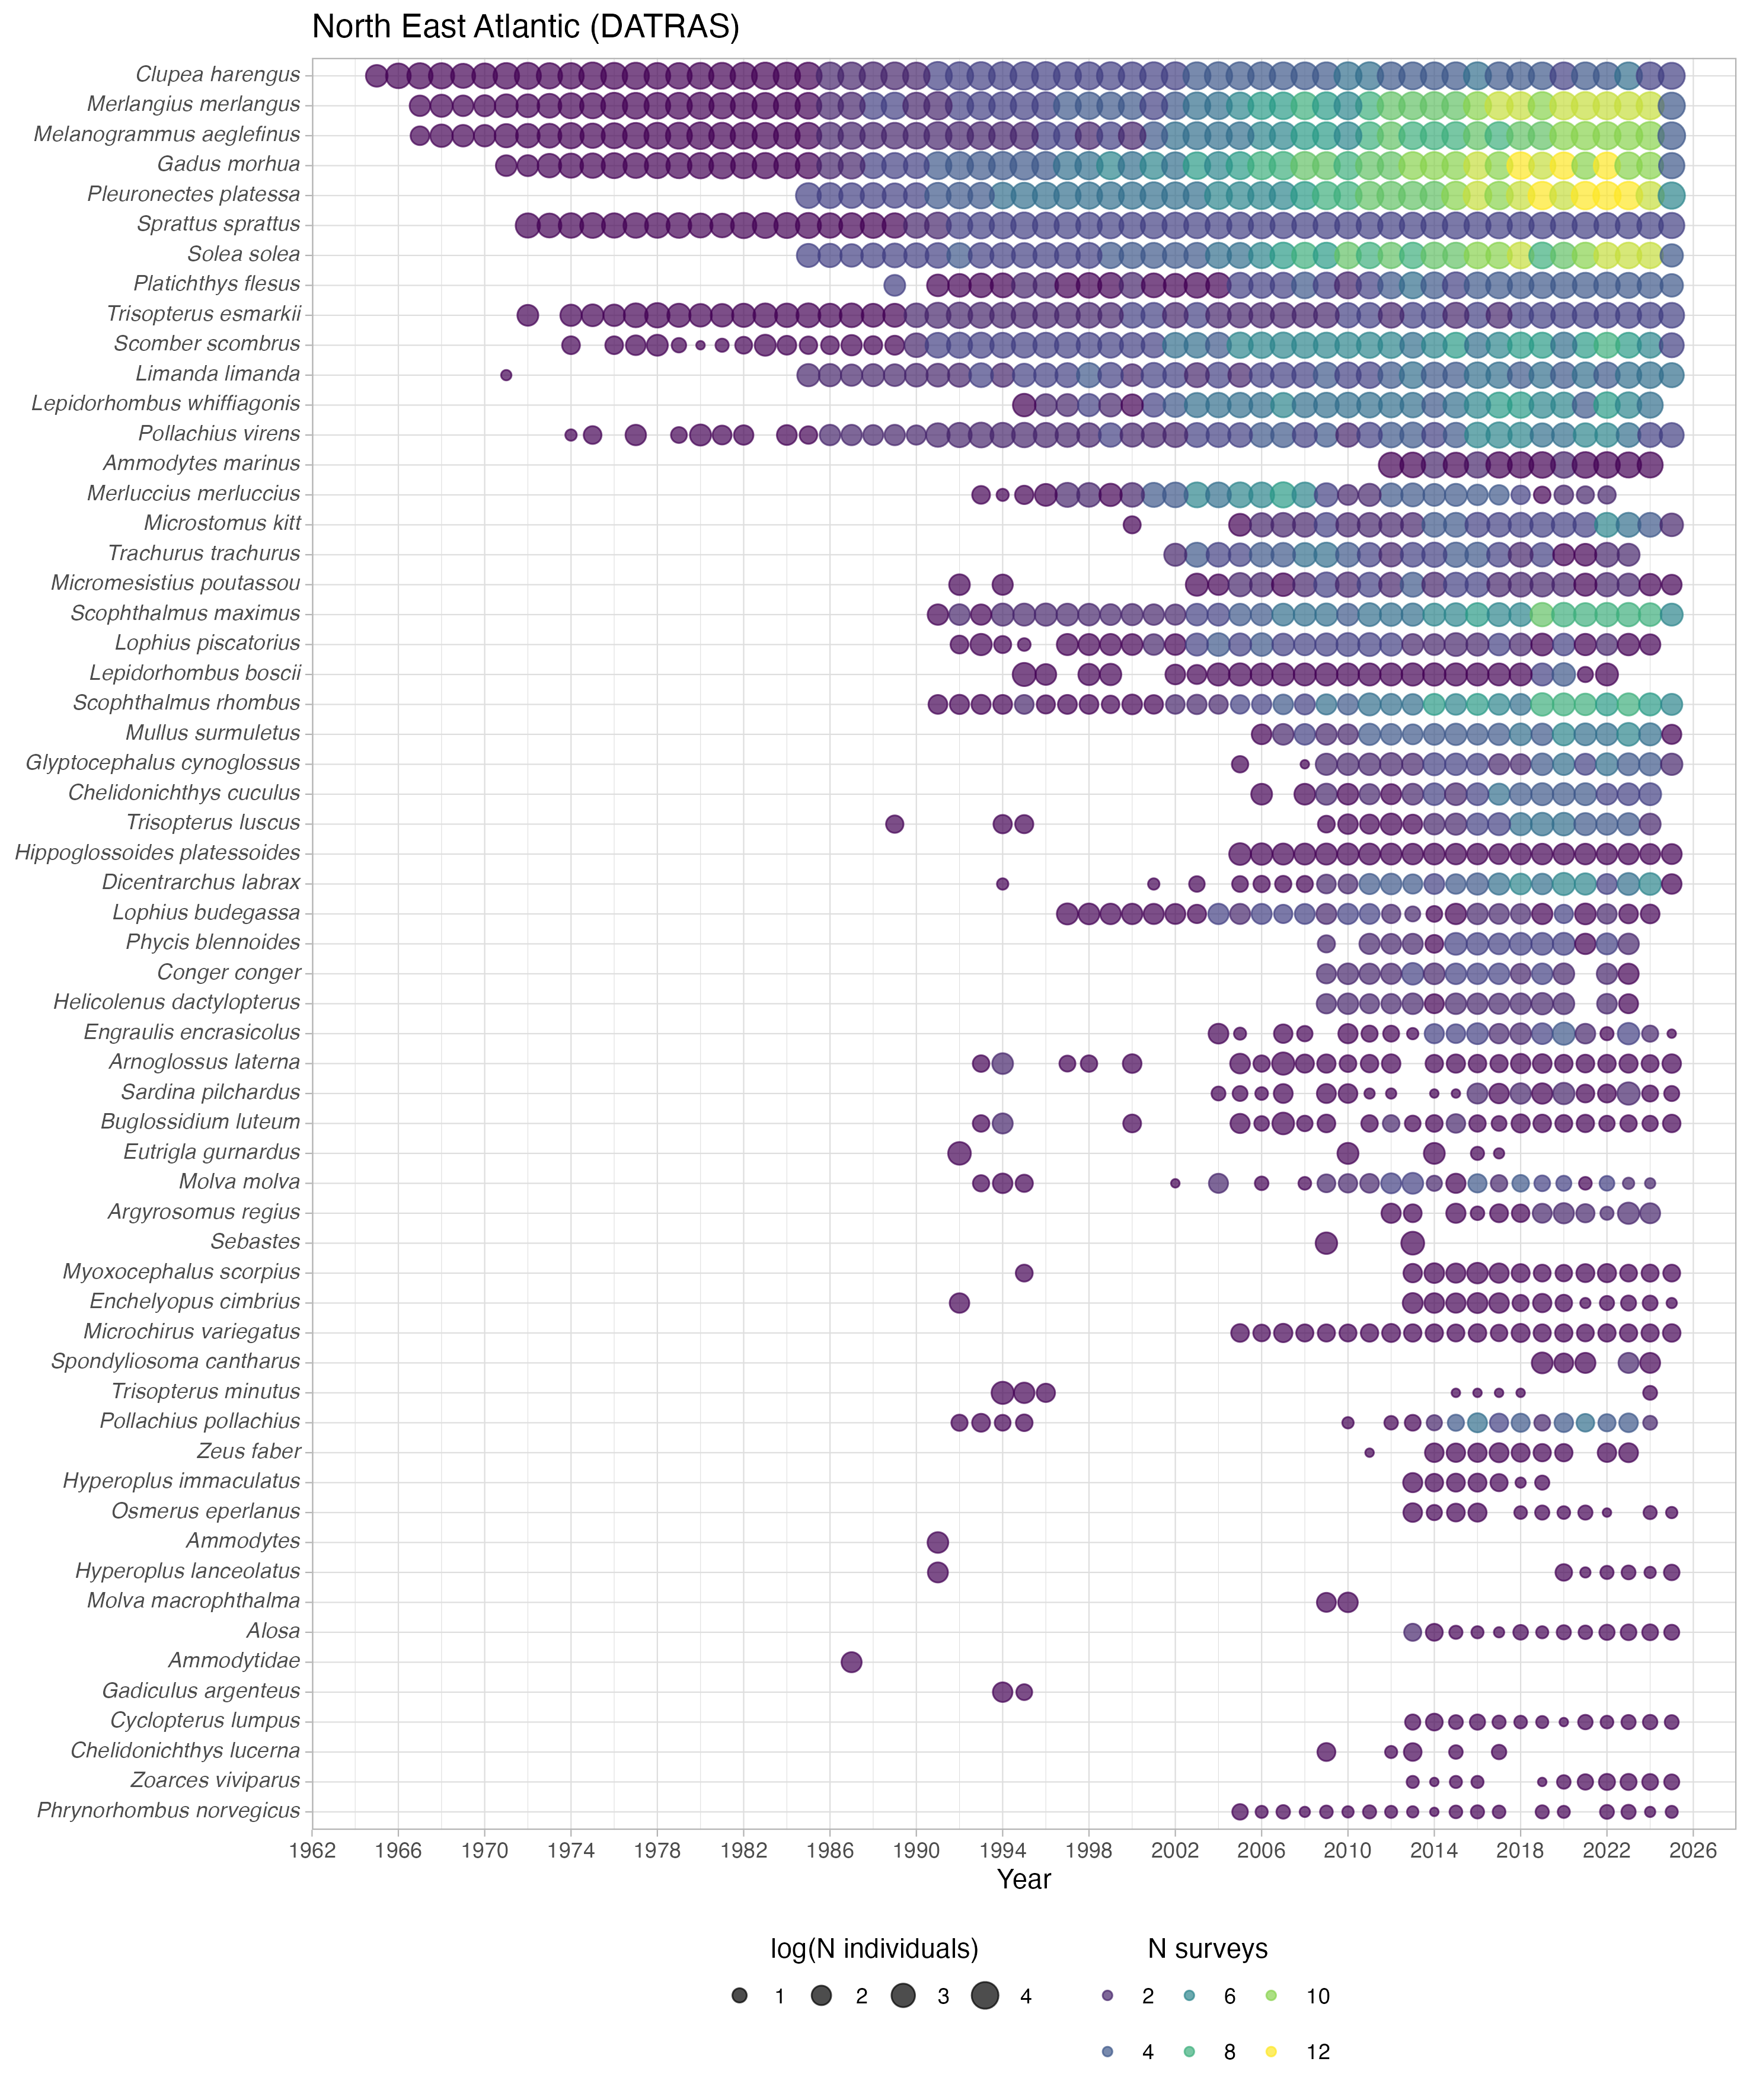 North East Atlantic (DATRAS)
Clupea harengus
Merlangius merlangus
Melanogrammus aeglefinus
Gadus morhua
Pleuronectes platessa
Sprattus sprattus
Solea solea
Platichthys flesus
Trisopterus esmarkii
Scomber scombrus
Limanda limanda
Lepidorhombus whiffiagonis
Pollachius virens
Ammodytes marinus
Merluccius merluccius
Microstomus kitt
Trachurus trachurus
Micromesistius poutassou
Scophthalmus maximus
Lophius piscatorius
Lepidorhombus boscii
Scophthalmus rhombus
Mullus surmuletus
Glyptocephalus cynoglossus
Chelidonichthys cuculus
Trisopterus luscus
Hippoglossoides platessoides
Dicentrarchus labrax
Lophius budegassa
Phycis blennoides
Conger conger
Helicolenus dactylopterus
Engraulis encrasicolus
Arnoglossus laterna
Sardina pilchardus
Buglossidium luteum
Eutrigla gurnardus
Molva molva
Argyrosomus regius
Sebastes
Myoxocephalus scorpius
Enchelyopus cimbrius
Microchirus variegatus
Spondyliosoma cantharus
Trisopterus minutus
Pollachius pollachius
Zeus faber
Hyperoplus immaculatus
Osmerus eperlanus
Ammodytes
Hyperoplus lanceolatus
Molva macrophthalma
Alosa
Ammodytidae
Gadiculus argenteus
Cyclopterus lumpus
Chelidonichthys lucerna
Zoarces viviparus
Phrynorhombus norvegicus
1962 1966 1970 1974 1978 1982 1986 1990 1994 1998 2002 2006 2010 2014 2018 2022 2026
Year
log(N individuals) N surveys
1 2 3 4 2 6 10
4 8 12